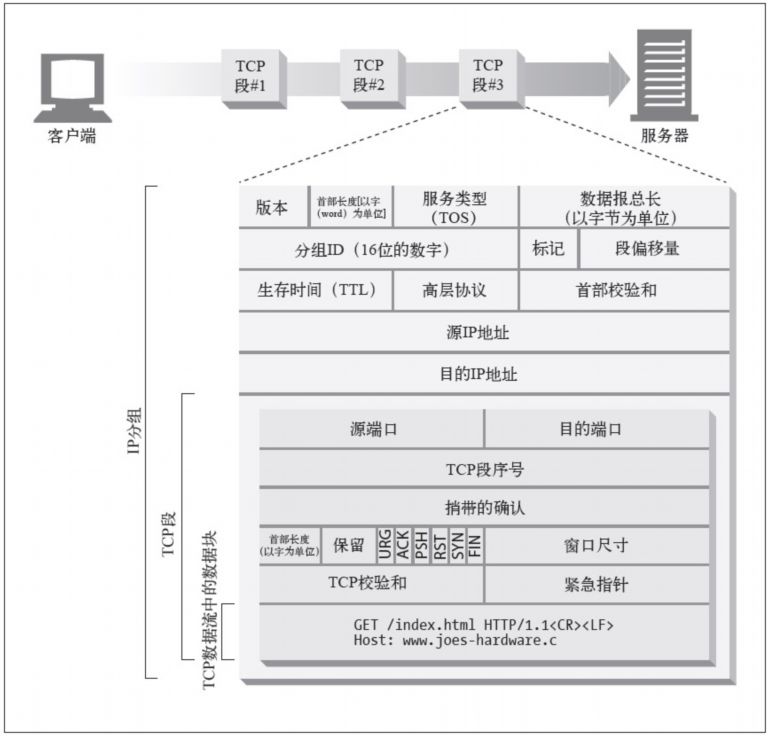 TCP
段#1
TCP
段#2
TCP
段#3
客户端
服务器
版本
首部长度[以字
(word)为单位]
服务类型
（TOS）
数据报总长
（以字节为单位）
分组ID（16位的数字）
标记
段偏移量
生存时间（TTL）
高层协议
首部校验和
源IP地址
目的IP地址
源端口
目的端口
TCP段序号
捎带的确认
首部长度
(以字为单位)
保留
URG
ACK
PSH
RST
SYN
FIN
窗口尺寸
TCP校验和
紧急指针
GET /index.html HTTP/1.1<CR><LF>
Host: www.joes-hardware.c
IP分组
TCP段
TCP数据流中的数据块